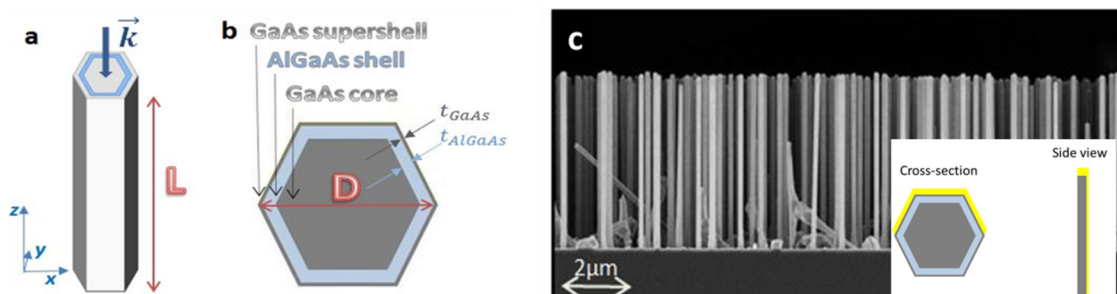 a
k
L
z
y
x
b
GaAs supershell
AlGaAs shell
GaAs core
t_GaAs
t_AlGaAs
D
c
2µm
Cross-section
Side view